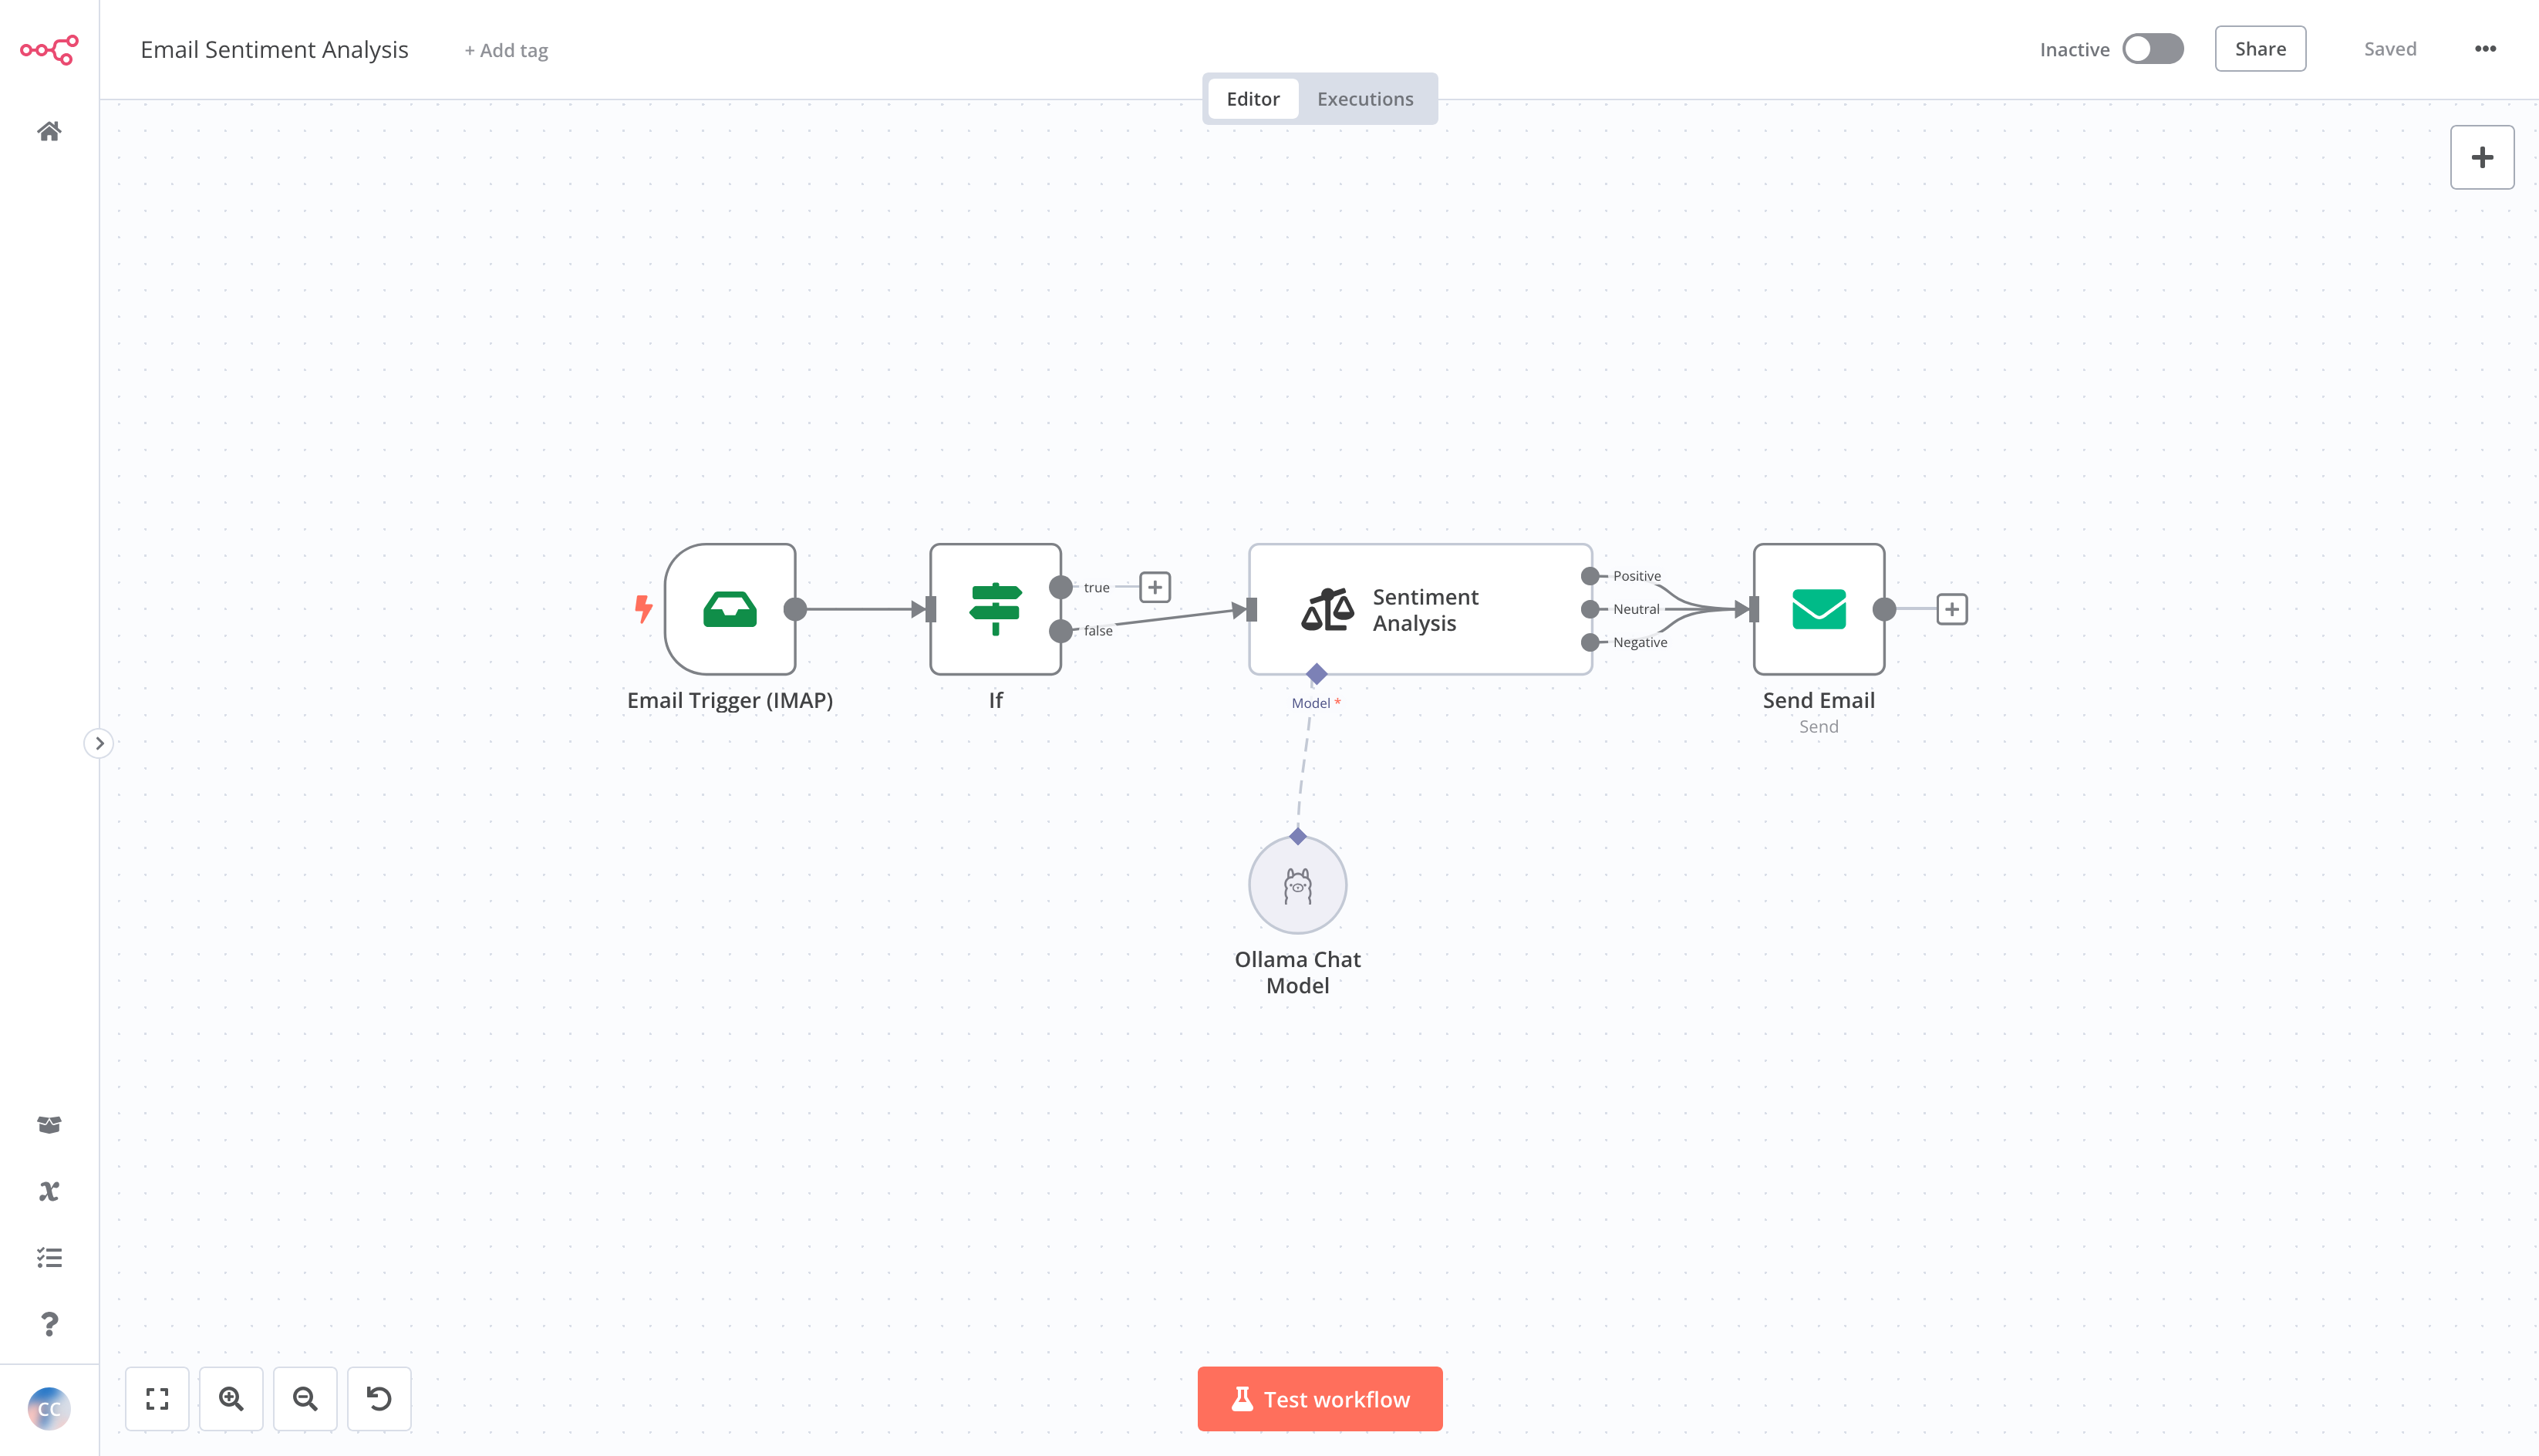 Email Sentiment Analysis
+ Add tag
Inactive
Share
Saved
Editor
Executions
true
false
Sentiment
Analysis
Positive
Neutral
Negative
Model *
Email Trigger (IMAP)
If
Send Email
Send
Ollama Chat
Model
CC
Test workflow